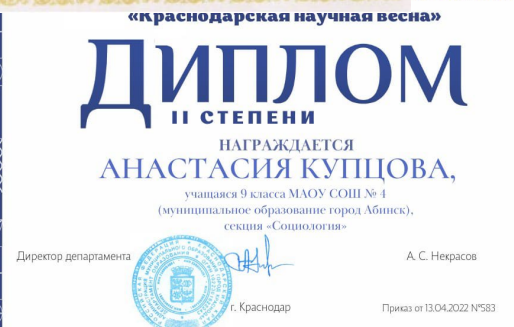 «Краснодарская научная весна»
ДИПЛОМ
II СТЕПЕНИ
НАГРАЖДАЕТСЯ
АНАСТАСИЯ КУПЦОВА,
учащаяся 9 класса МАОУ СОШ № 4
(муниципальное образование город Абинск),
секция «Социология»
Директор департамента
А. С. Некрасов
г. Краснодар
Приказ от 13.04.2022 №583